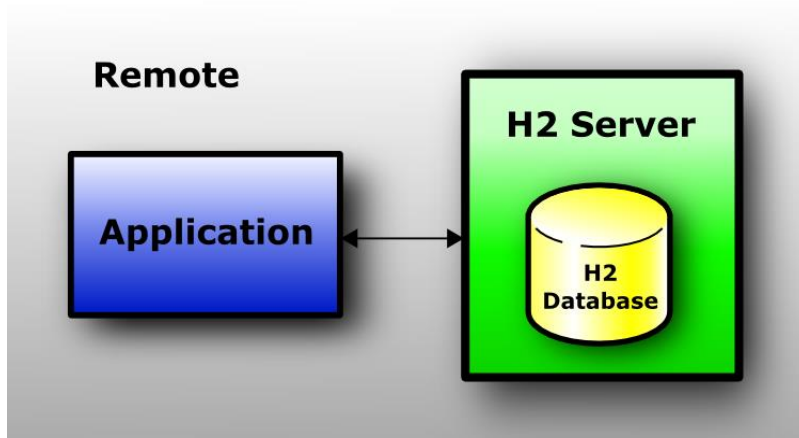 Remote
H2 Server
Application
H2
Database